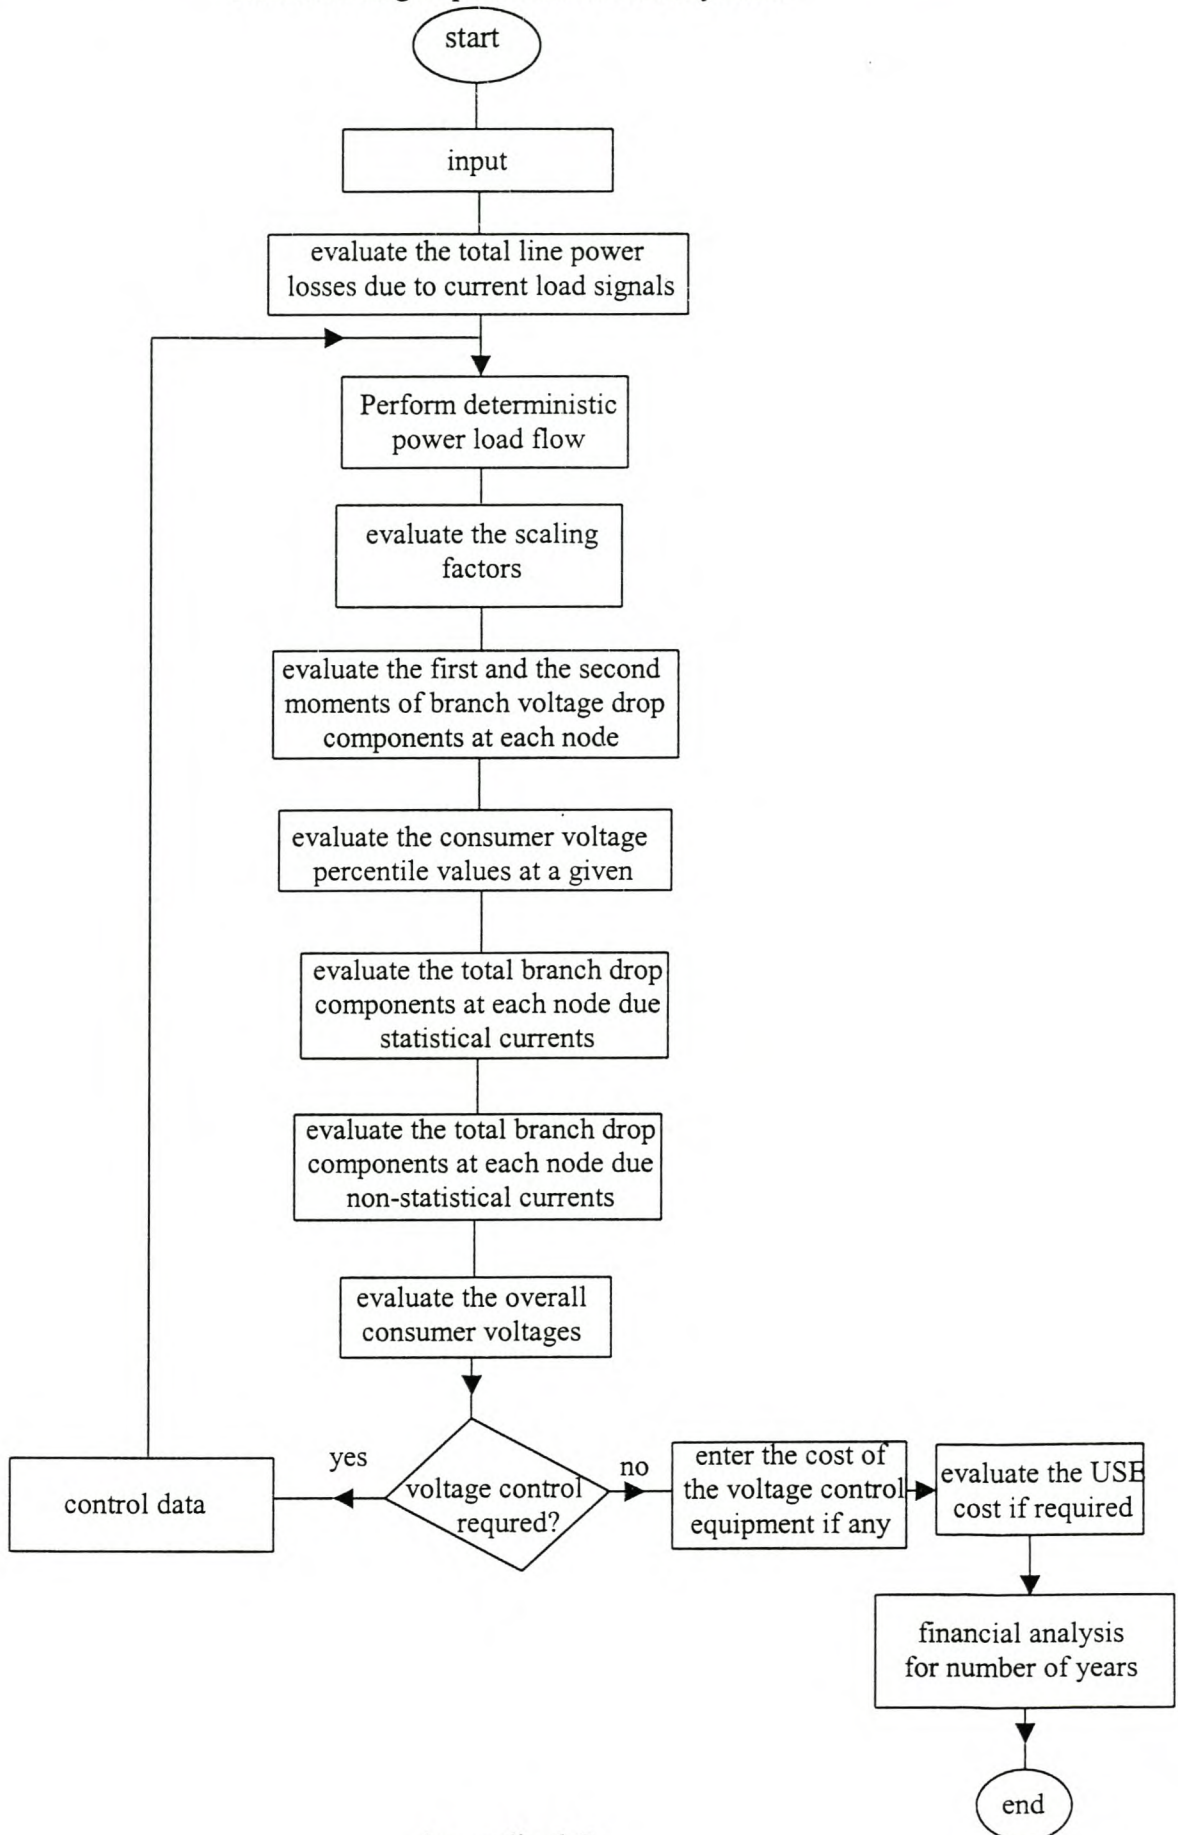 start
input
evaluate the total line power
losses due to current load signals
Perform deterministic
power load flow
evaluate the scaling
factors
evaluate the first and the second
moments of branch voltage drop
components at each node
evaluate the consumer voltage
percentile values at a given
evaluate the total branch drop
components at each node due
statistical currents
evaluate the total branch drop
components at each node due
non-statistical currents
evaluate the overall
consumer voltages
yes
control data
voltage control
requred?
no
enter the cost of
the voltage control
equipment if any
evaluate the USE
cost if required
financial analysis
for number of years
end